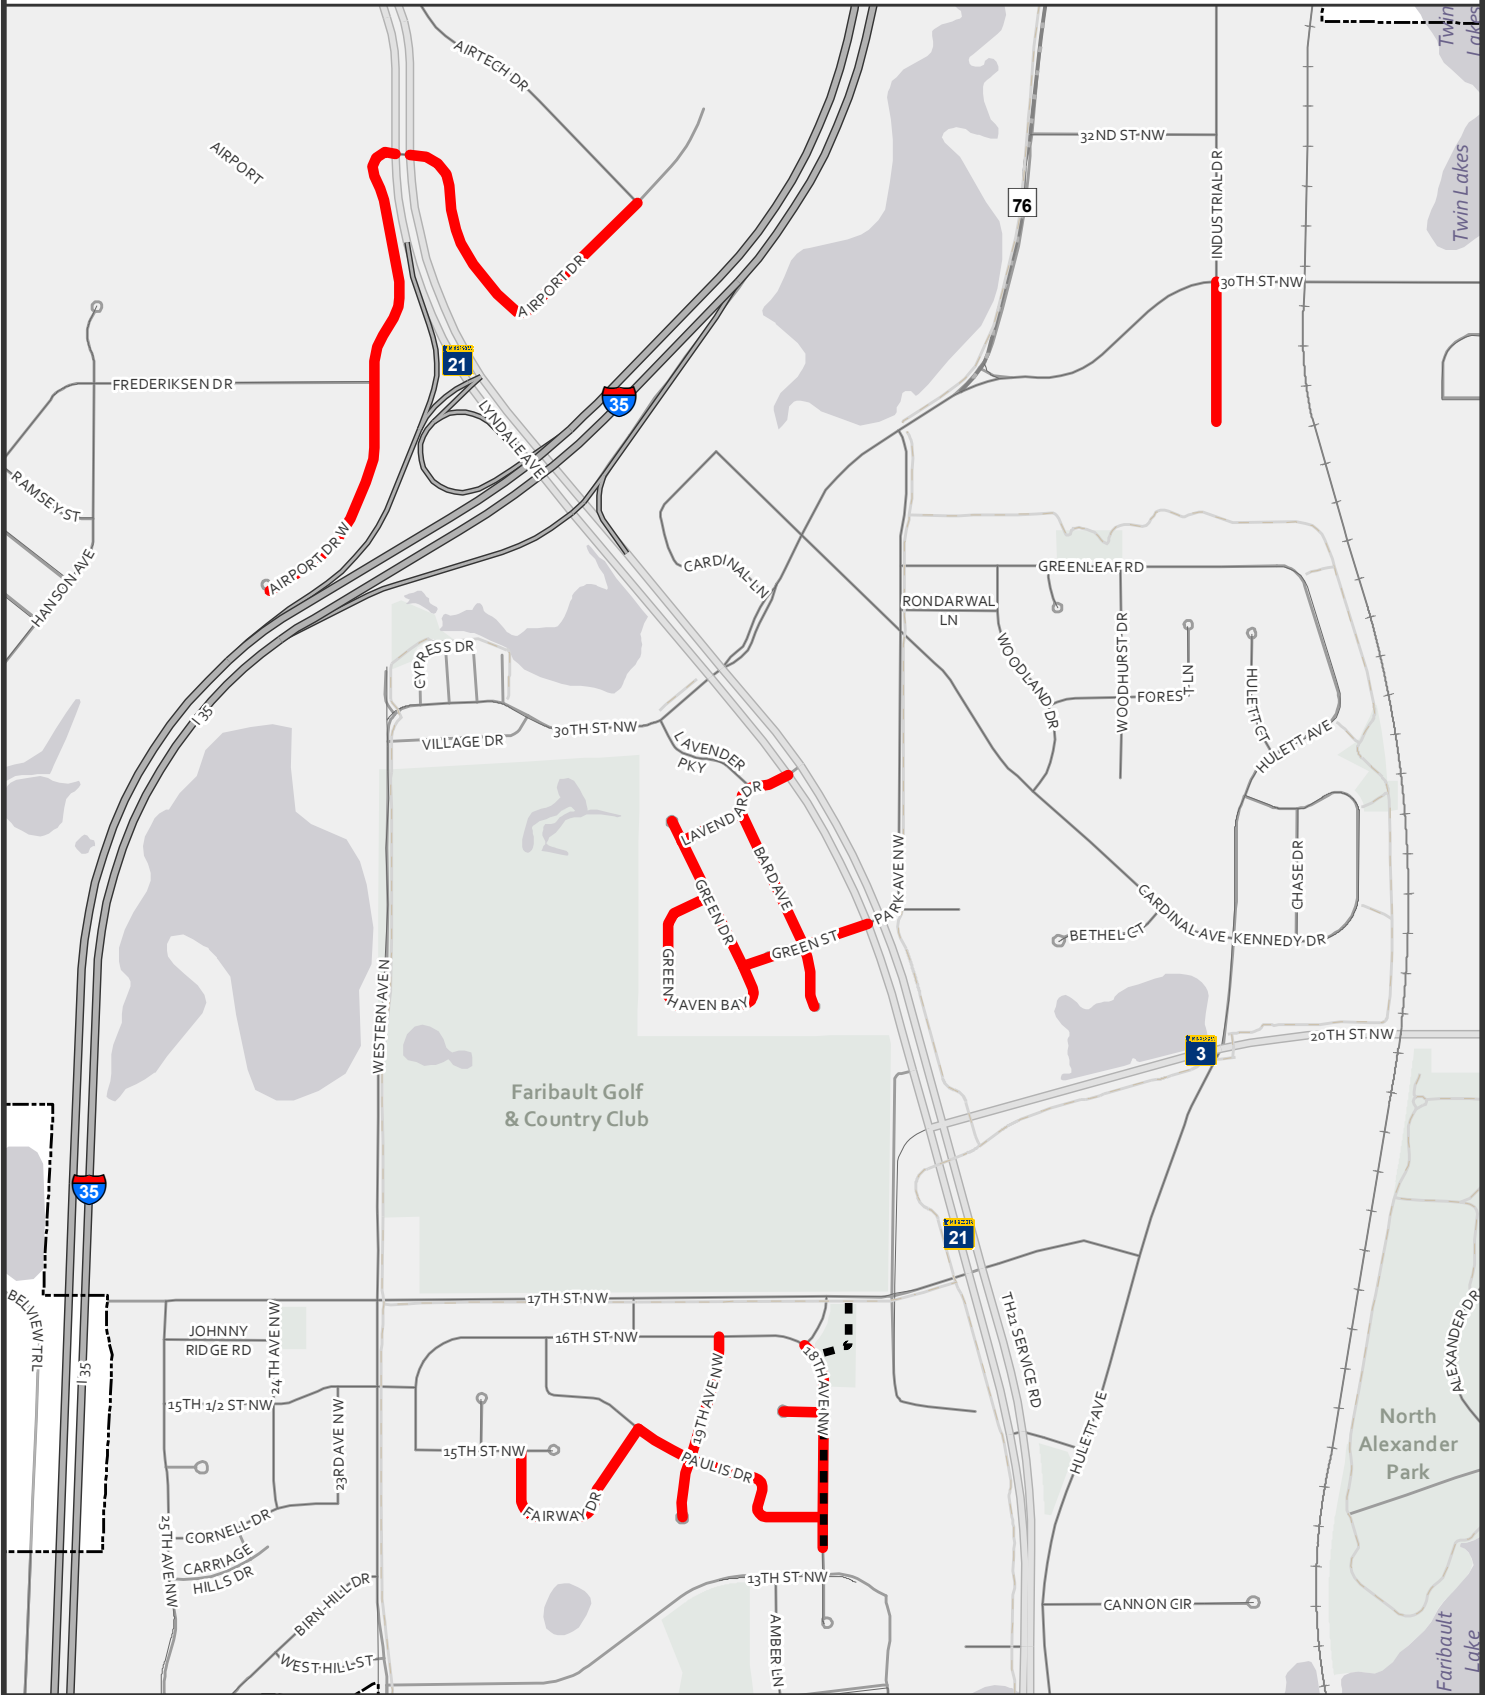 Twin
Lakes
AIRTECH DR
32ND ST NW
AIRPORT
INDUSTRIAL DR
Twin Lakes
76
AIRPORT DR
30TH ST NW
21
FREDERIKSEN DR
35
LYNDALE AVE
RAMSEY ST
AIRPORT DR W
HANSON AVE
CARDINAL LN
GREENLEAF RD
RONDARWAL
LN
WOODLAND DR
WOODHURST DR
FOREST LN
HULETT CT
HULETT AVE
CYPRESS DR
I 35
VILLAGE DR
30TH ST NW
LAVENDER
PKY
LAVENDAR DR
BARD AVE
GREEN DR
GREEN ST
PARK AVE NW
GREEN
HAVEN BAY
CHASE DR
CARDINAL AVE
KENNEDY DR
BETHEL CT
WESTERN AVE N
20TH ST NW
3
Faribault Golf
& Country Club
35
21
BELVIEW TRL
17TH ST NW
TH21 SERVICE RD
ALEXANDER DR
JOHNNY
RIDGE RD
24TH AVE NW
16TH ST NW
18TH AVE NW
I 35
19TH AVE NW
15TH 1/2 ST NW
23RD AVE NW
15TH ST NW
PAULIS DR
HULETT AVE
North
Alexander
Park
FAIRWAY DR
25TH AVE NW
CORNELL DR
CARRIAGE
HILLS DR
BIRN HILL DR
13TH ST NW
CANNON CIR
AMBER LN
WEST HILL ST
Faribault
Lake